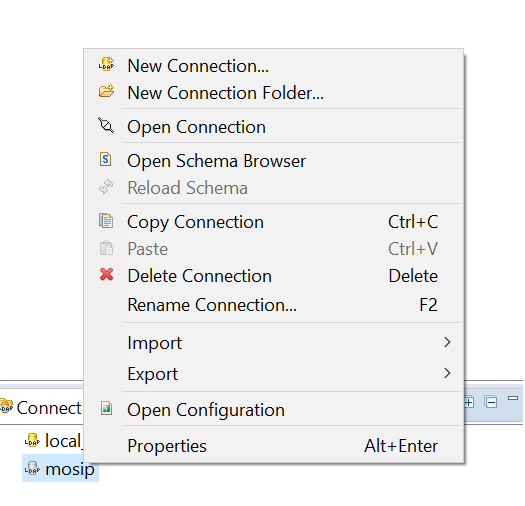 New Connection...
New Connection Folder...
Open Connection
Open Schema Browser
Reload Schema
Copy Connection Ctrl+C
Paste Ctrl+V
Delete Connection Delete
Rename Connection... F2
Import
Export
Connect
Open Configuration
local_
Properties Alt+Enter
mosip